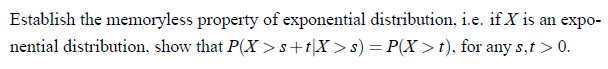 Establish the memoryless property of exponential distribution, i.e. if X is an expo-
nential distribution, show that P(X > s+t|X > s) = P(X > t), for any s,t > 0.